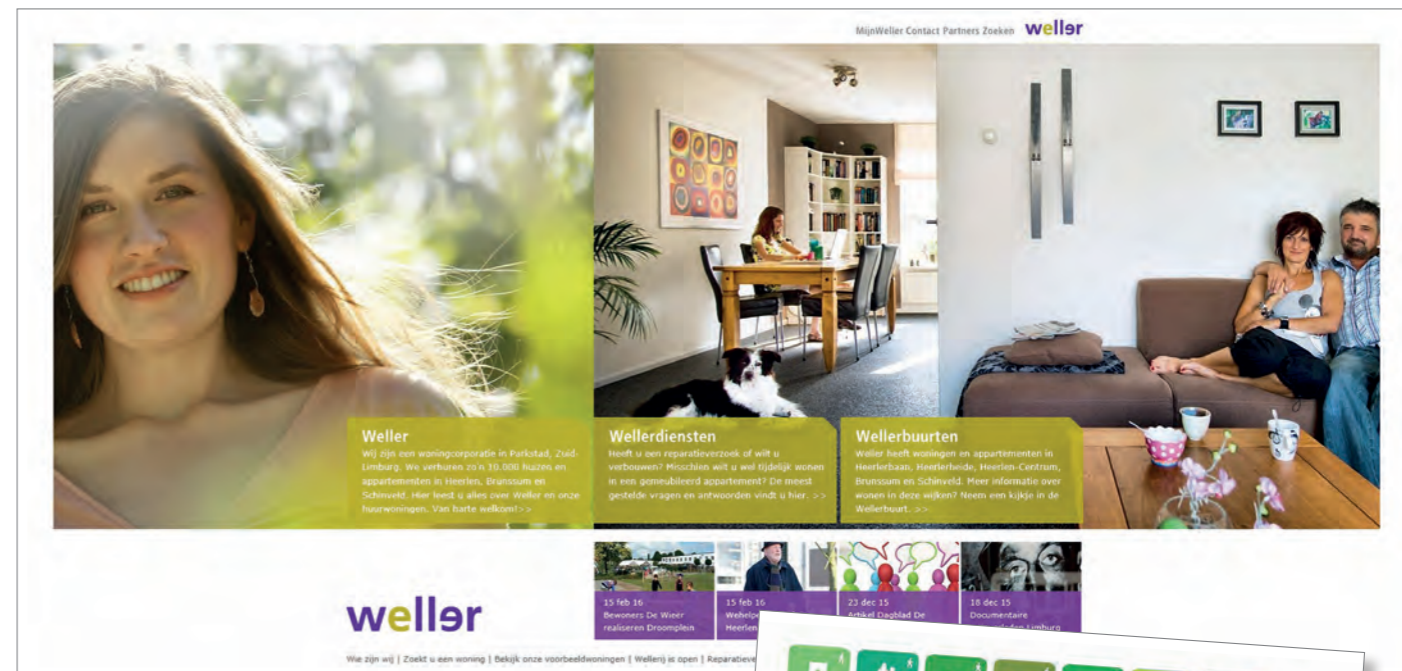 MijnWeller Contact Partners Zoeken weller
Weller
Wij zijn een woningcorporatie in Parkstad, Zuid-
Limburg. We verhuren zo'n 10.000 huizen en
appartementen in Heerlen, Brunssum en
Schinveld. Hier leest u alles over Weller en onze
huurwoningen. Van harte welkom!>>
Wellerdiensten
Heeft u een reparatieverzoek of wilt u
verbouwen? Misschien wilt u wel tijdelijk wonen
in een gemeubileerd appartement? De meest
gestelde vragen en antwoorden vindt u hier. >>
Wellerbuurten
Weller heeft woningen en appartementen in
Heerlerbaan, Heerlerheide, Heerlen-Centrum,
Brunssum en Schinveld. Meer informatie over
wonen in deze wijken? Neem een kijkje in de
Wellerbuurt. >>
weller
15 feb 16
Bewoners De Wieër
realiseren Droomplein
15 feb 16
Heerlen
23 dec 15
Artikel Dagblad De
18 dec 15
Documentaire
Limburg
Wie zijn wij | Zoekt u een woning | Bekijk onze voorbeeldwoningen | Wellerij is open |